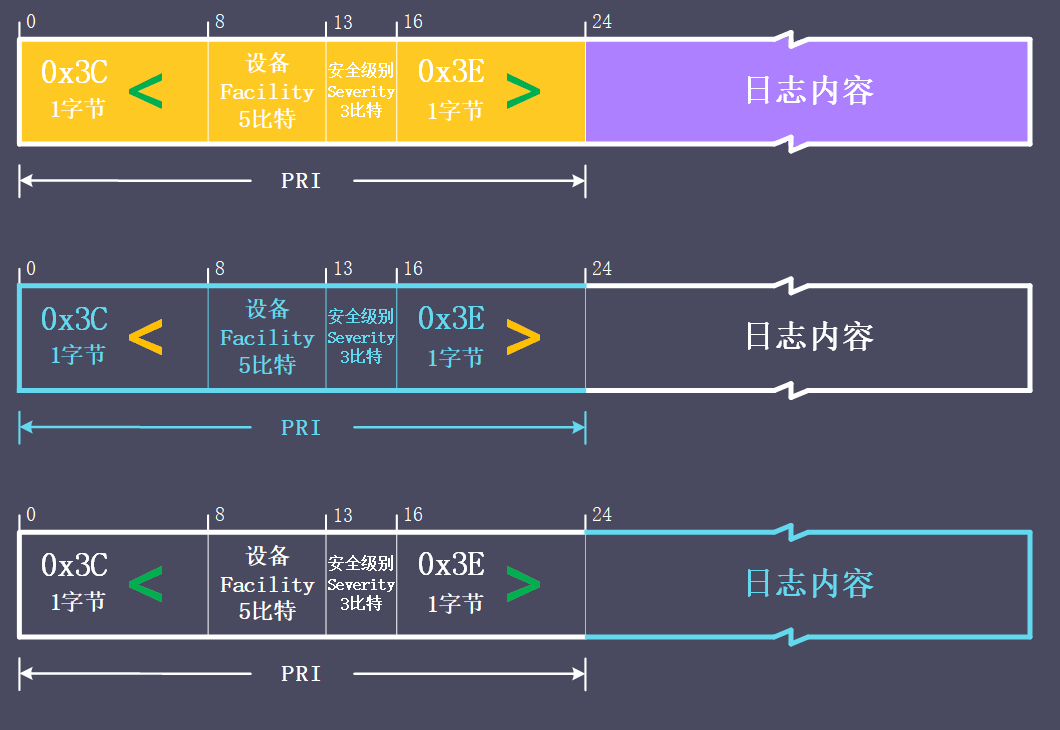 0 8 13 16 24
0x3C
1字节
<
设备
Facility
5比特
安全级别
Severity
3比特
0x3E
1字节
>
日志内容
PRI
0 8 13 16 24
0x3C
1字节
<
设备
Facility
5比特
安全级别
Severity
3比特
0x3E
1字节
>
日志内容
PRI
0 8 13 16 24
0x3C
1字节
<
设备
Facility
5比特
安全级别
Severity
3比特
0x3E
1字节
>
日志内容
PRI